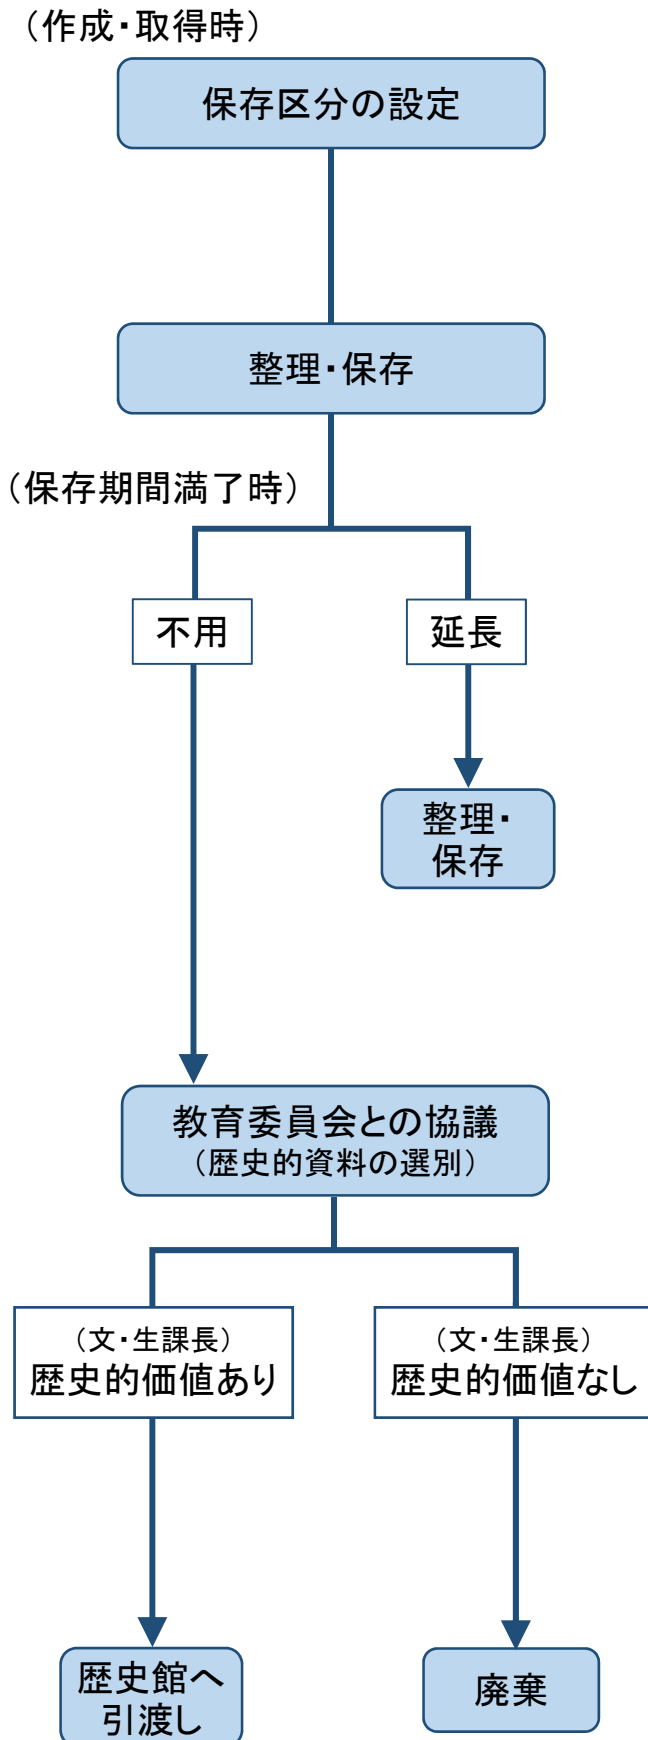 （作成・取得時）
保存区分の設定
整理・保存
（保存期間満了時）
不用
延長
整理・
保存
教育委員会との協議
（歴史的資料の選別）
（文・生課長）
歴史的価値あり
（文・生課長）
歴史的価値なし
歴史館へ
引渡し
廃棄